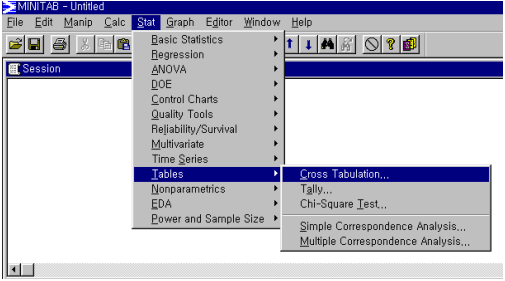 MINITAB - Untitled
File Edit Manip Calc Stat Graph Editor Window Help
Session
Basic Statistics
Regression
ANOVA
DOE
Control Charts
Quality Tools
Reliability/Survival
Multivariate
Time Series
Tables
Nonparametrics
EDA
Power and Sample Size
Cross Tabulation...
Tally...
Chi-Square Test...
Simple Correspondence Analysis...
Multiple Correspondence Analysis...